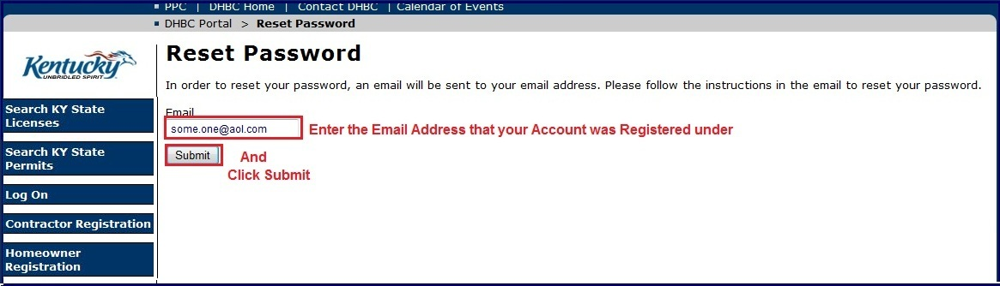 PPC | DHBC Home | Contact DHBC | Calendar of Events
DHBC Portal > Reset Password
Kentucky
UNBRIDLED SPIRIT
Reset Password
In order to reset your password, an email will be sent to your email address. Please follow the instructions in the email to reset your password.
Email
some.one@aol.com Enter the Email Address that your Account was Registered under
Submit And
Click Submit
Search KY State
Licenses
Search KY State
Permits
Log On
Contractor Registration
Homeowner
Registration